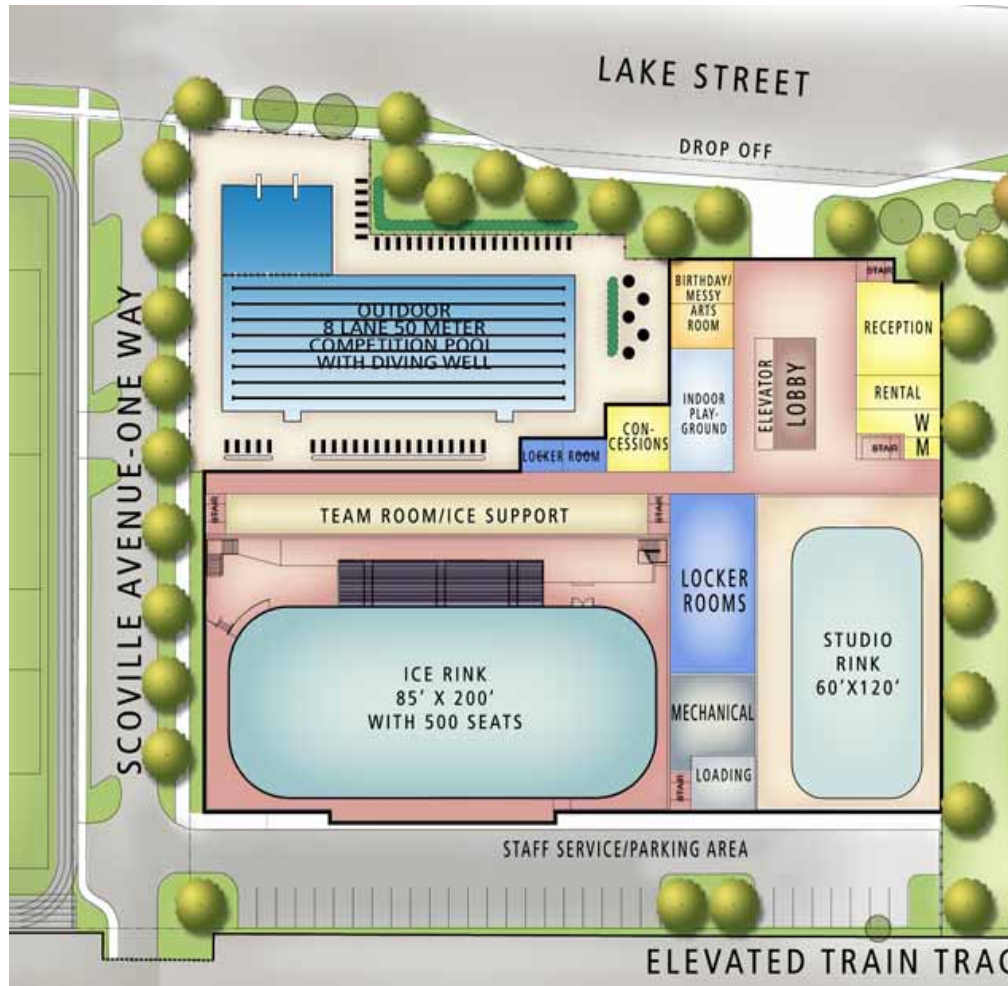 LAKE STREET
DROP OFF
SCOVILLE AVENUE-ONE WAY
OUTDOOR
8 LANE 50 METER
COMPETITION POOL
WITH DIVING WELL
BIRTHDAY/
MESSY
ARTS
ROOM
STAIR
RECEPTION
INDOOR
PLAY-
GROUND
ELEVATOR
LOBBY
RENTAL
W
M
STAIR
CON-
CESSIONS
LOCKER ROOM
STAIR
TEAM ROOM/ICE SUPPORT
STAIR
LOCKER
ROOMS
ICE RINK
85' X 200'
WITH 500 SEATS
STUDIO
RINK
60'X120'
MECHANICAL
LOADING
STAIR
STAFF SERVICE/PARKING AREA
ELEVATED TRAIN TRAC